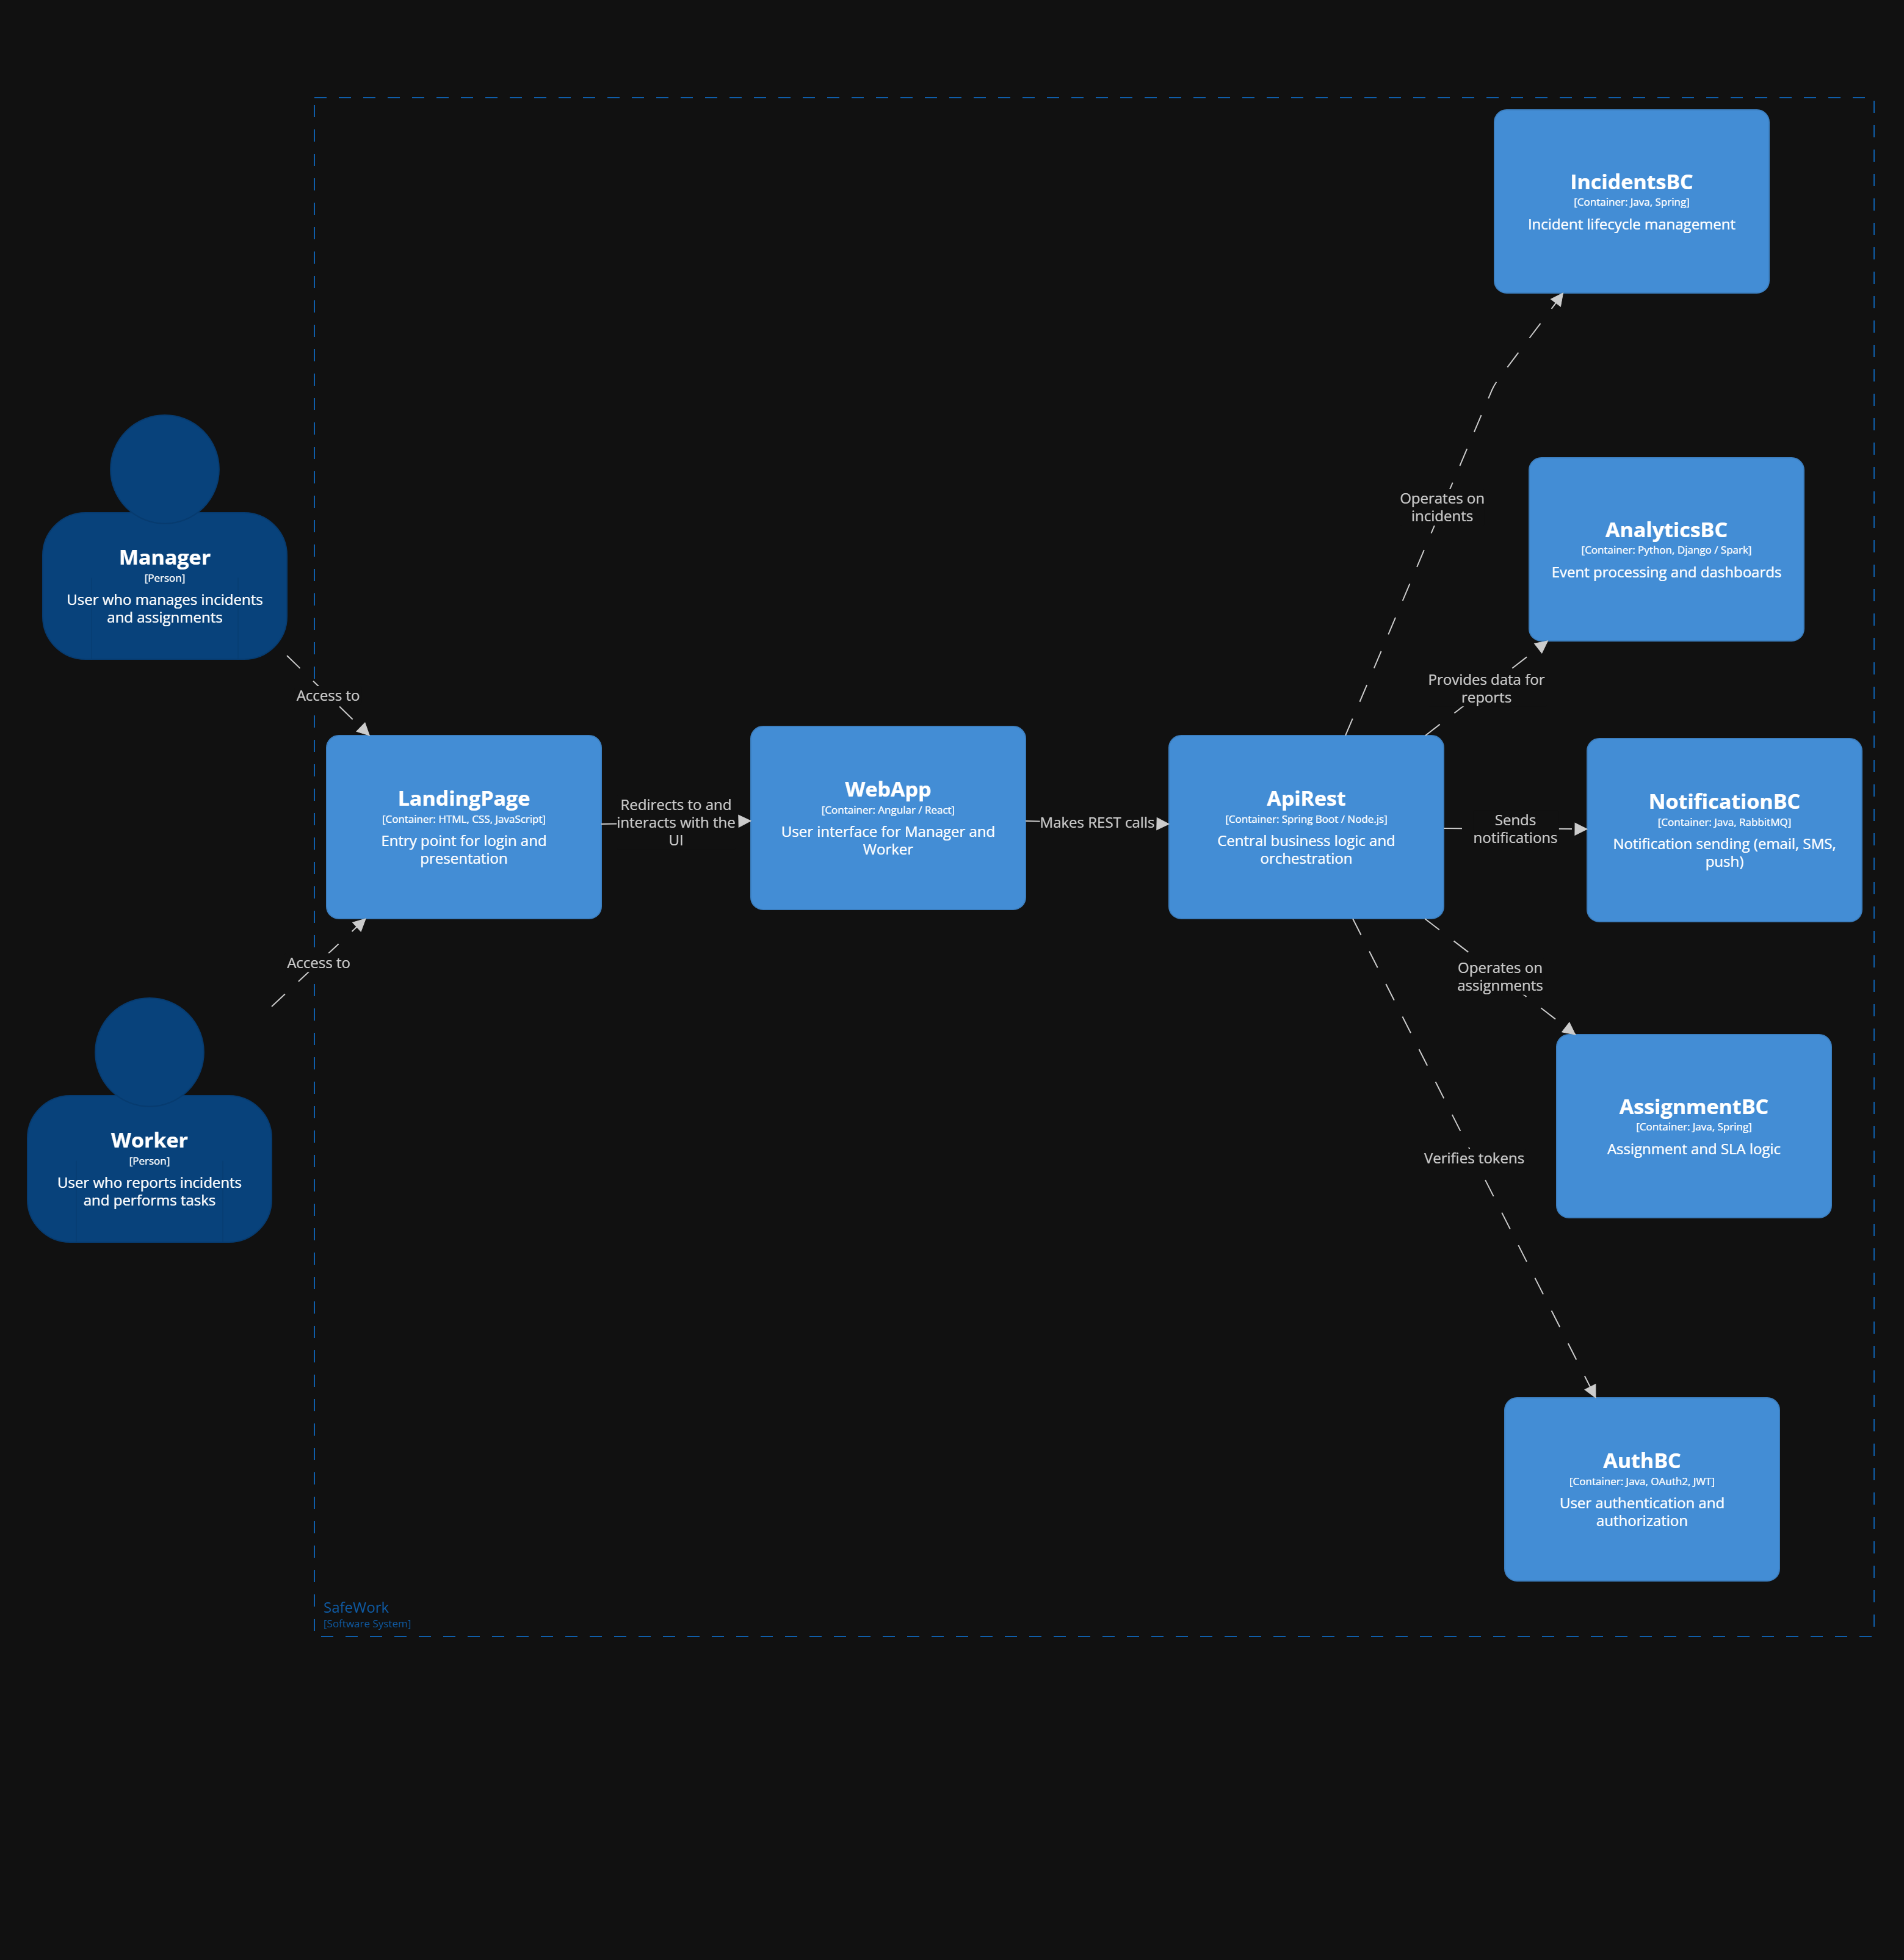 IncidentsBC
[Container: Java, Spring]
Incident lifecycle management
Operates on
incidents
AnalyticsBC
[Container: Python, Django / Spark]
Event processing and dashboards
Manager
[Person]
User who manages incidents
and assignments
Access to
Provides data for
reports
LandingPage
[Container: HTML, CSS, JavaScript]
Entry point for login and
presentation
Redirects to and
interacts with the
UI
WebApp
[Container: Angular / React]
User interface for Manager and
Worker
Makes REST calls
ApiRest
[Container: Spring Boot / Node.js]
Central business logic and
orchestration
Sends
notifications
NotificationBC
[Container: Java, RabbitMQ]
Notification sending (email, SMS,
push)
Access to
Operates on
assignments
Worker
[Person]
User who reports incidents
and performs tasks
AssignmentBC
[Container: Java, Spring]
Assignment and SLA logic
Verifies tokens
AuthBC
[Container: Java, OAuth2, JWT]
User authentication and
authorization
SafeWork
[Software System]